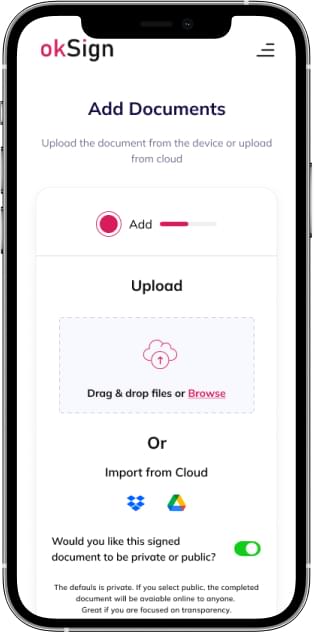 okSign
Add Documents
Upload the document from the device or upload
from cloud
Add
Upload
Drag & drop files or Browse
Or
Import from Cloud
Would you like this signed
document to be private or public?
The defauls is private. If you select public, the completed
document will be avaiable online to anyone.
Great if you are focused on transparency.